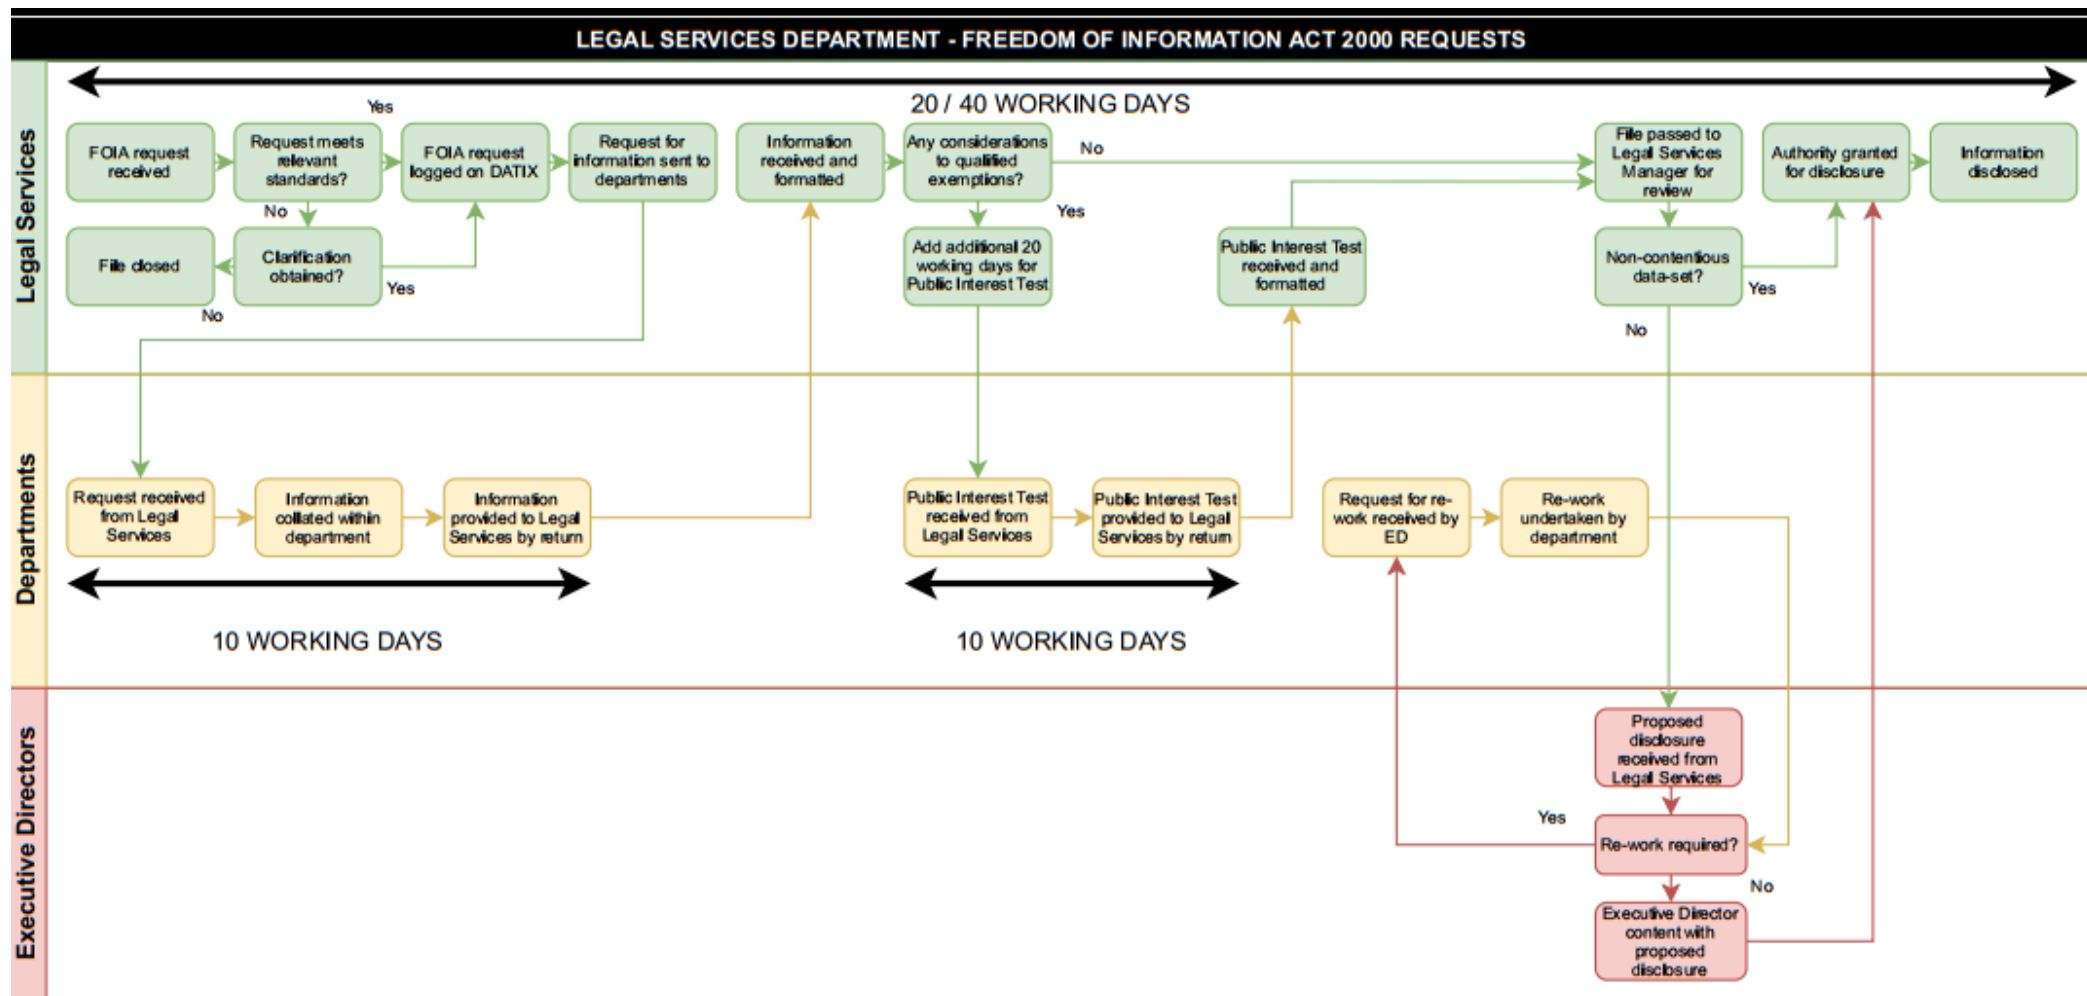 LEGAL SERVICES DEPARTMENT - FREEDOM OF INFORMATION ACT 2000 REQUESTS
Legal Services
20 / 40 WORKING DAYS
Yes
FOIA request
received
Request meets
relevant
standards?
FOIA request
logged on DATIX
Request for
information sent to
departments
Information
received and
formatted
Any considerations
to qualified
exemptions?
No
File passed to
Legal Services
Manager for
review
Authority granted
for disclosure
Information
disclosed
No
Yes
File closed
Clarification
obtained?
Yes
No
Add additional 20
working days for
Public Interest Test
Public Interest Test
received and
formatted
Non-contentious
data-set?
Yes
No
Departments
Request received
from Legal
Services
Information
collated within
department
Information
provided to Legal
Services by return
Public Interest Test
received from
Legal Services
Public Interest Test
provided to Legal
Services by return
Request for re-
work received by
ED
Re-work
undertaken by
department
10 WORKING DAYS
10 WORKING DAYS
Executive Directors
Proposed
disclosure
received from
Legal Services
Yes
Re-work required?
No
Executive Director
content with
proposed
disclosure